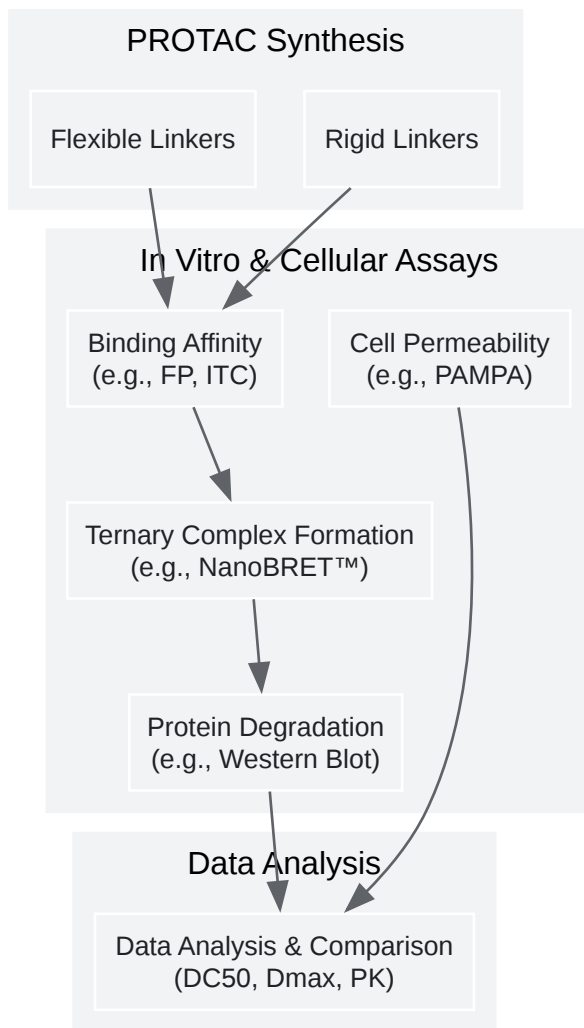 PROTAC Synthesis
Flexible Linkers
Rigid Linkers
In Vitro & Cellular Assays
Binding Affinity
(e.g., FP, ITC)
Cell Permeability
(e.g., PAMPA)
Ternary Complex Formation
(e.g., NanoBRET™)
Protein Degradation
(e.g., Western Blot)
Data Analysis
Data Analysis & Comparison
(DC50, Dmax, PK)